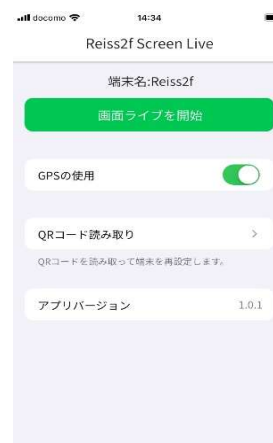 docomo 14:34
Reiss2f Screen Live
端末名:Reiss2f
画面ライブを開始
GPSの使用
QRコード読み取り
QRコードを読み取って端末を再設定します。
アプリバージョン 1.0.1